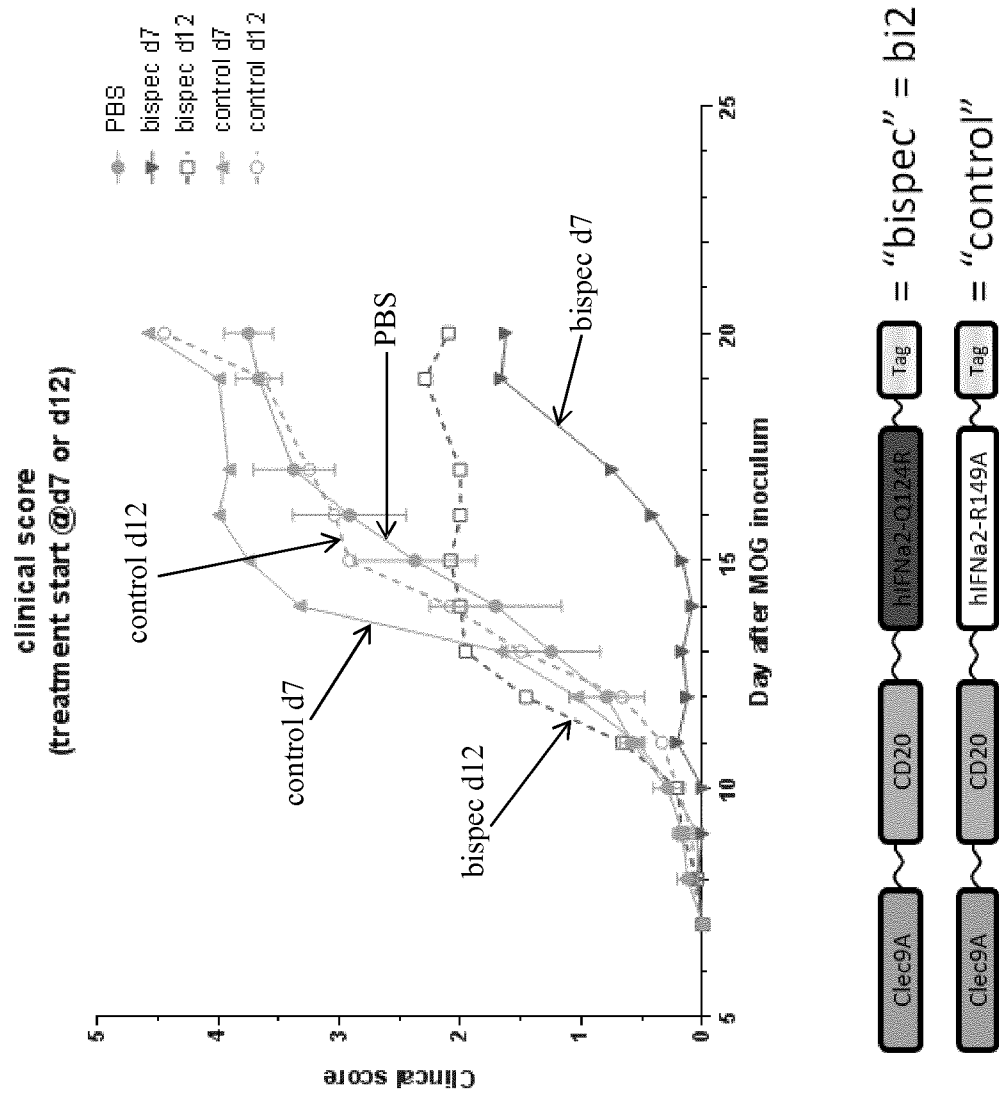 clinical score
(treatment start @d7 or d12)
PBS
bispec d7
bispec d12
control d7
control d12
Clincal score
5
4
3
2
1
0
control d12
control d7
PBS
bispec d12
bispec d7
5
10
15
20
25
Day after MOG inoculum
Clec9A CD20 hIFNa2-Q124R Tag = "bispec" = bi2
Clec9A CD20 hIFNa2-R149A Tag = "control"